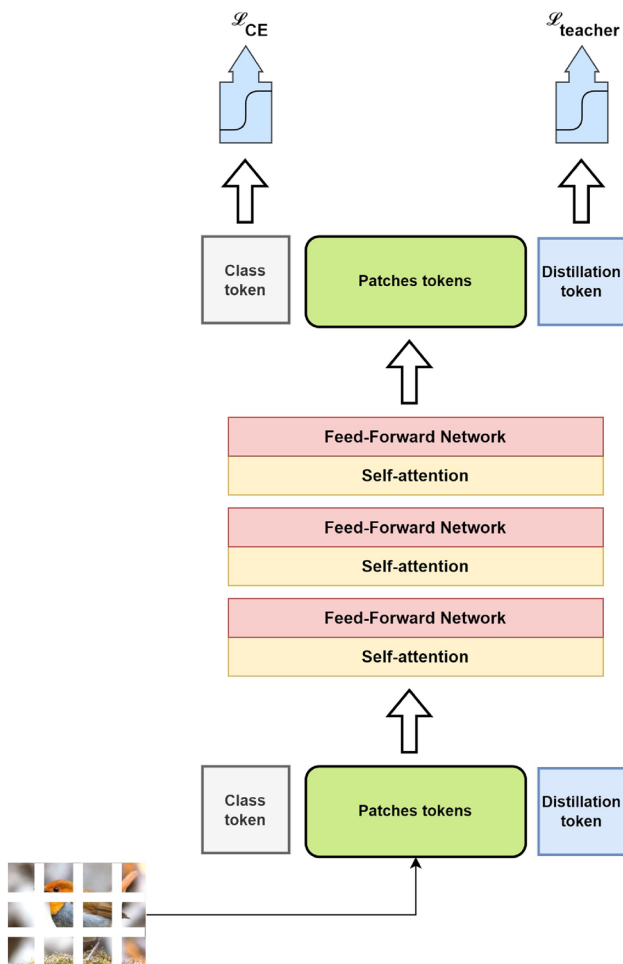 ℒCE
ℒteacher
Class
token
Patches tokens
Distillation
token
Feed-Forward Network
Self-attention
Feed-Forward Network
Self-attention
Feed-Forward Network
Self-attention
Class
token
Patches tokens
Distillation
token